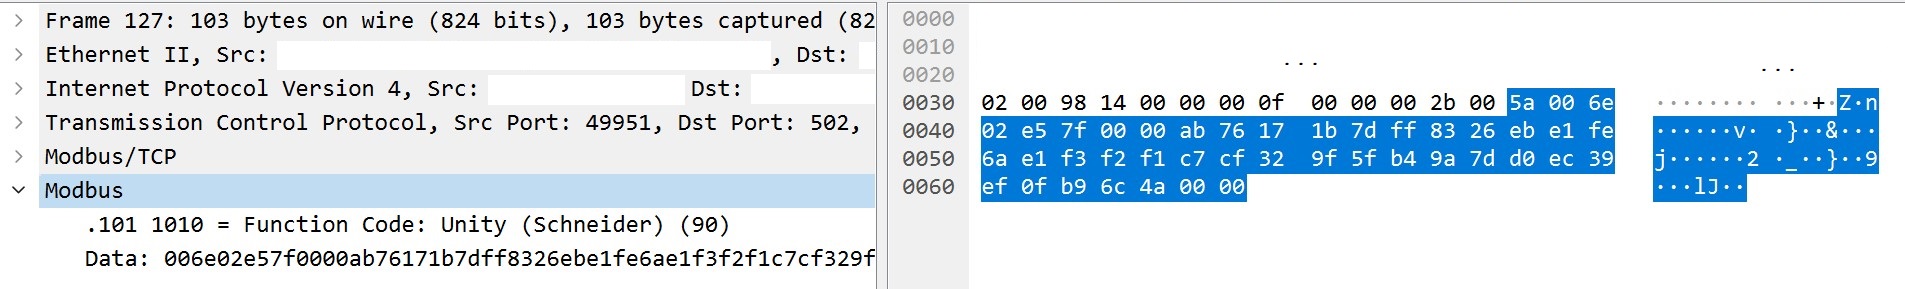 Frame 127: 103 bytes on wire (824 bits), 103 bytes captured (82
Ethernet II, Src: , Dst:
Internet Protocol Version 4, Src: Dst:
Transmission Control Protocol, Src Port: 49951, Dst Port: 502,
Modbus/TCP
Modbus
.101 1010 = Function Code: Unity (Schneider) (90)
Data: 006e02e57f0000ab76171b7dff8326ebe1fe6ae1f3f2f1c7cf329f
0000
0010
0020 ... ...
0030 02 00 98 14 00 00 00 0f 00 00 00 2b 00 5a 00 6e ········ ···+·Z·n
0040 02 e5 7f 00 00 ab 76 17 1b 7d ff 83 26 eb e1 fe ······v· ·}··&···
0050 6a e1 f3 f2 f1 c7 cf 32 9f 5f b4 9a 7d d0 ec 39 j······2 ·_··}··9
0060 ef 0f b9 6c 4a 00 00 ···lJ··